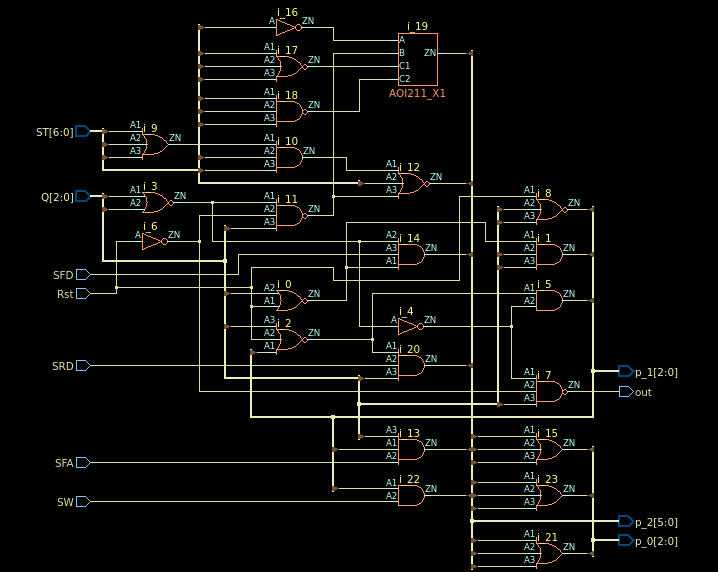 i_16
A ZN
i_19
A
B ZN
C1
C2
AOI211_X1
i_17
A1
A2 ZN
A3
i_18
A1
A2 ZN
A3
ST[6:0]
i_9
A1
A2 ZN
A3
i_10
A1
A2 ZN
A3
i_12
A1
A2 ZN
A3
Q[2:0]
i_3
A1
A2 ZN
i_11
A1
A2 ZN
A3
i_8
A1
A2 ZN
A3
i_6
A ZN
i_14
A2
A3 ZN
A1
i_1
A1
A2 ZN
A3
SFD
Rst
i_0
A2
A1 ZN
i_5
A1
A2 ZN
i_2
A3
A2 ZN
A1
i_4
A ZN
SRD
i_20
A1
A2 ZN
A3
i_7
A1
A2 ZN
A3
p_1[2:0]
out
i_13
A3
A1 ZN
A2
i_15
A1
A2 ZN
A3
SFA
i_22
A1
A2 ZN
i_23
A1
A2 ZN
A3
SW
p_2[5:0]
p_0[2:0]
i_21
A1
A2 ZN
A3